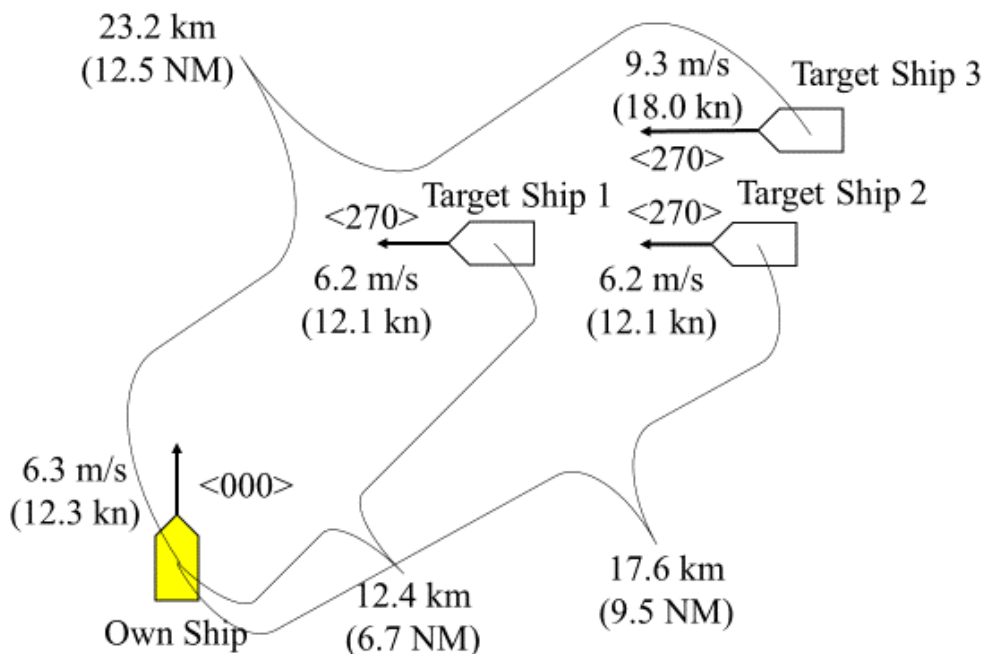 23.2 km
(12.5 NM)
9.3 m/s
(18.0 kn)
Target Ship 3
<270>
Target Ship 1
<270>
6.2 m/s
(12.1 kn)
Target Ship 2
<270>
6.2 m/s
(12.1 kn)
6.3 m/s
(12.3 kn)
<000>
Own Ship
12.4 km
(6.7 NM)
17.6 km
(9.5 NM)